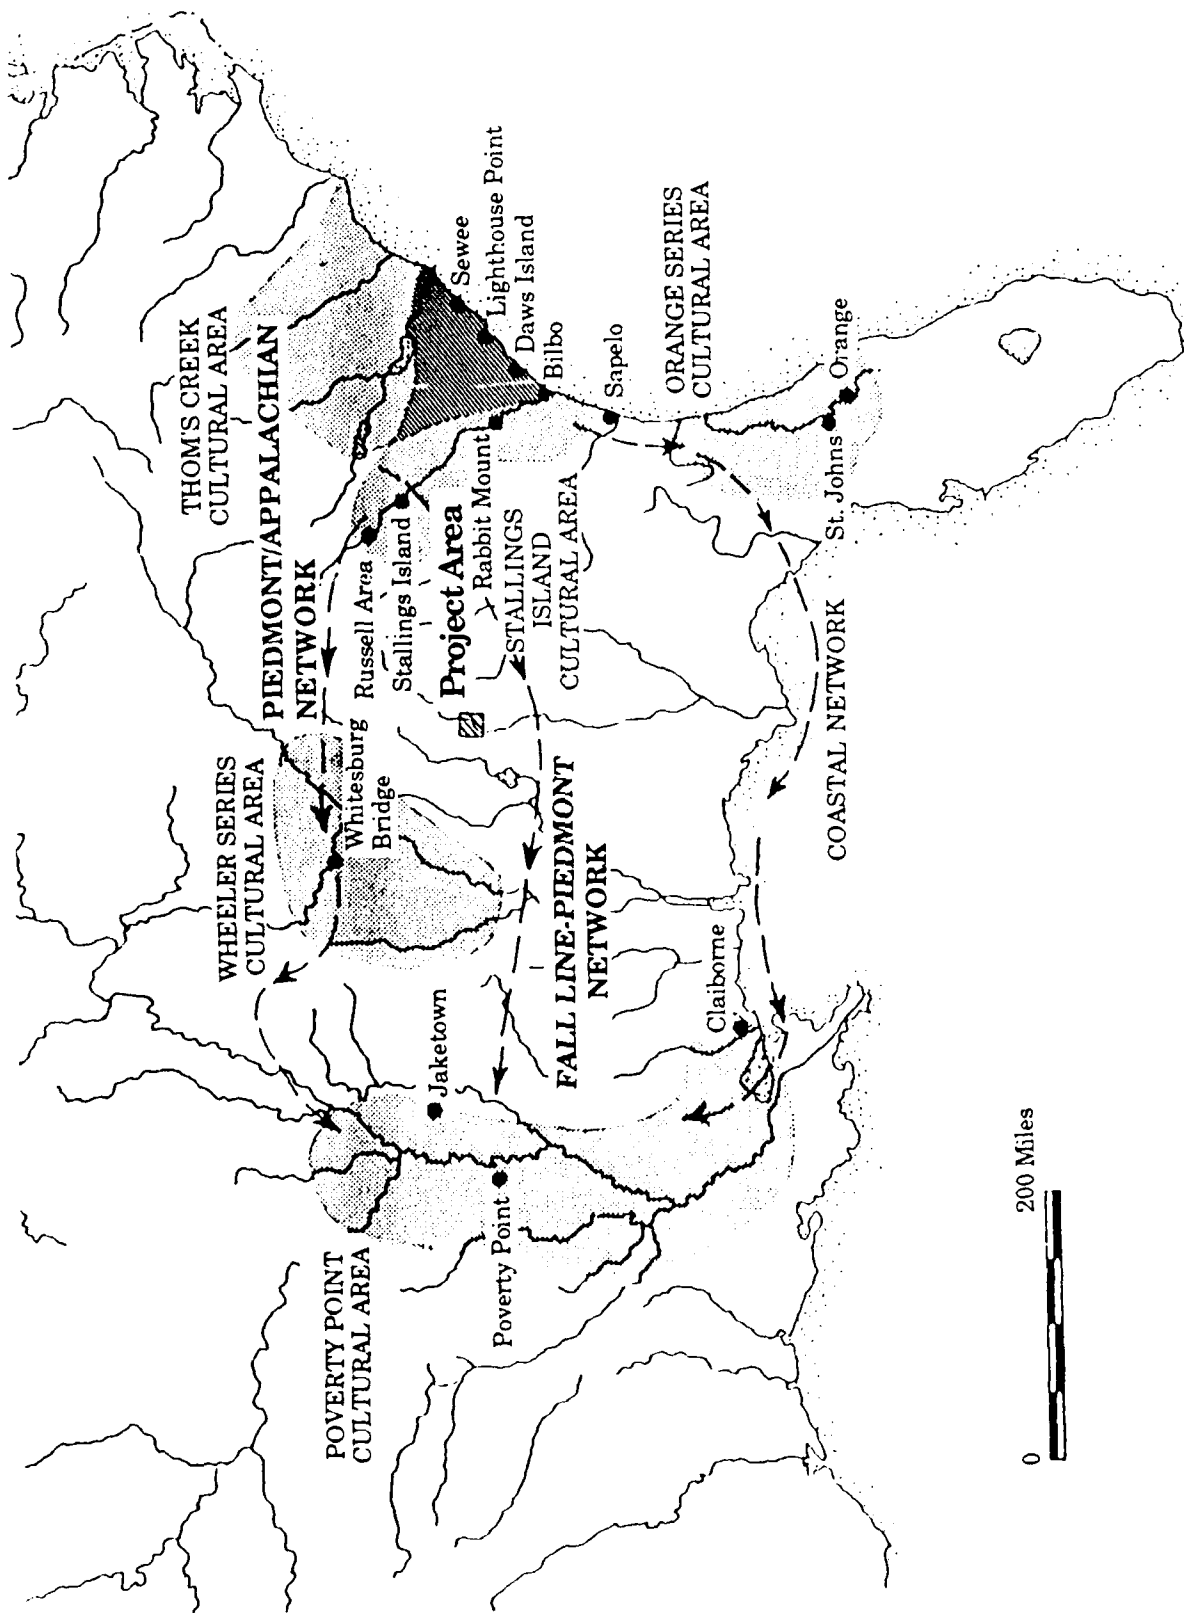 THOM'S CREEK
CULTURAL AREA
PIEDMONT/APPALACHIAN
NETWORK
WHEELER SERIES
CULTURAL AREA
POVERTY POINT
CULTURAL AREA
Whitesburg
Bridge
Russell Area
Stallings Island
Project Area
Rabbit Mount
STALLINGS
ISLAND
CULTURAL AREA
Sewee
Lighthouse Point
Daws Island
Bilbo
Sapelo
ORANGE SERIES
CULTURAL AREA
Orange
St. Johns
Jaketown
Poverty Point
FALL LINE-PIEDMONT
NETWORK
Claiborne
COASTAL NETWORK
0
200 Miles